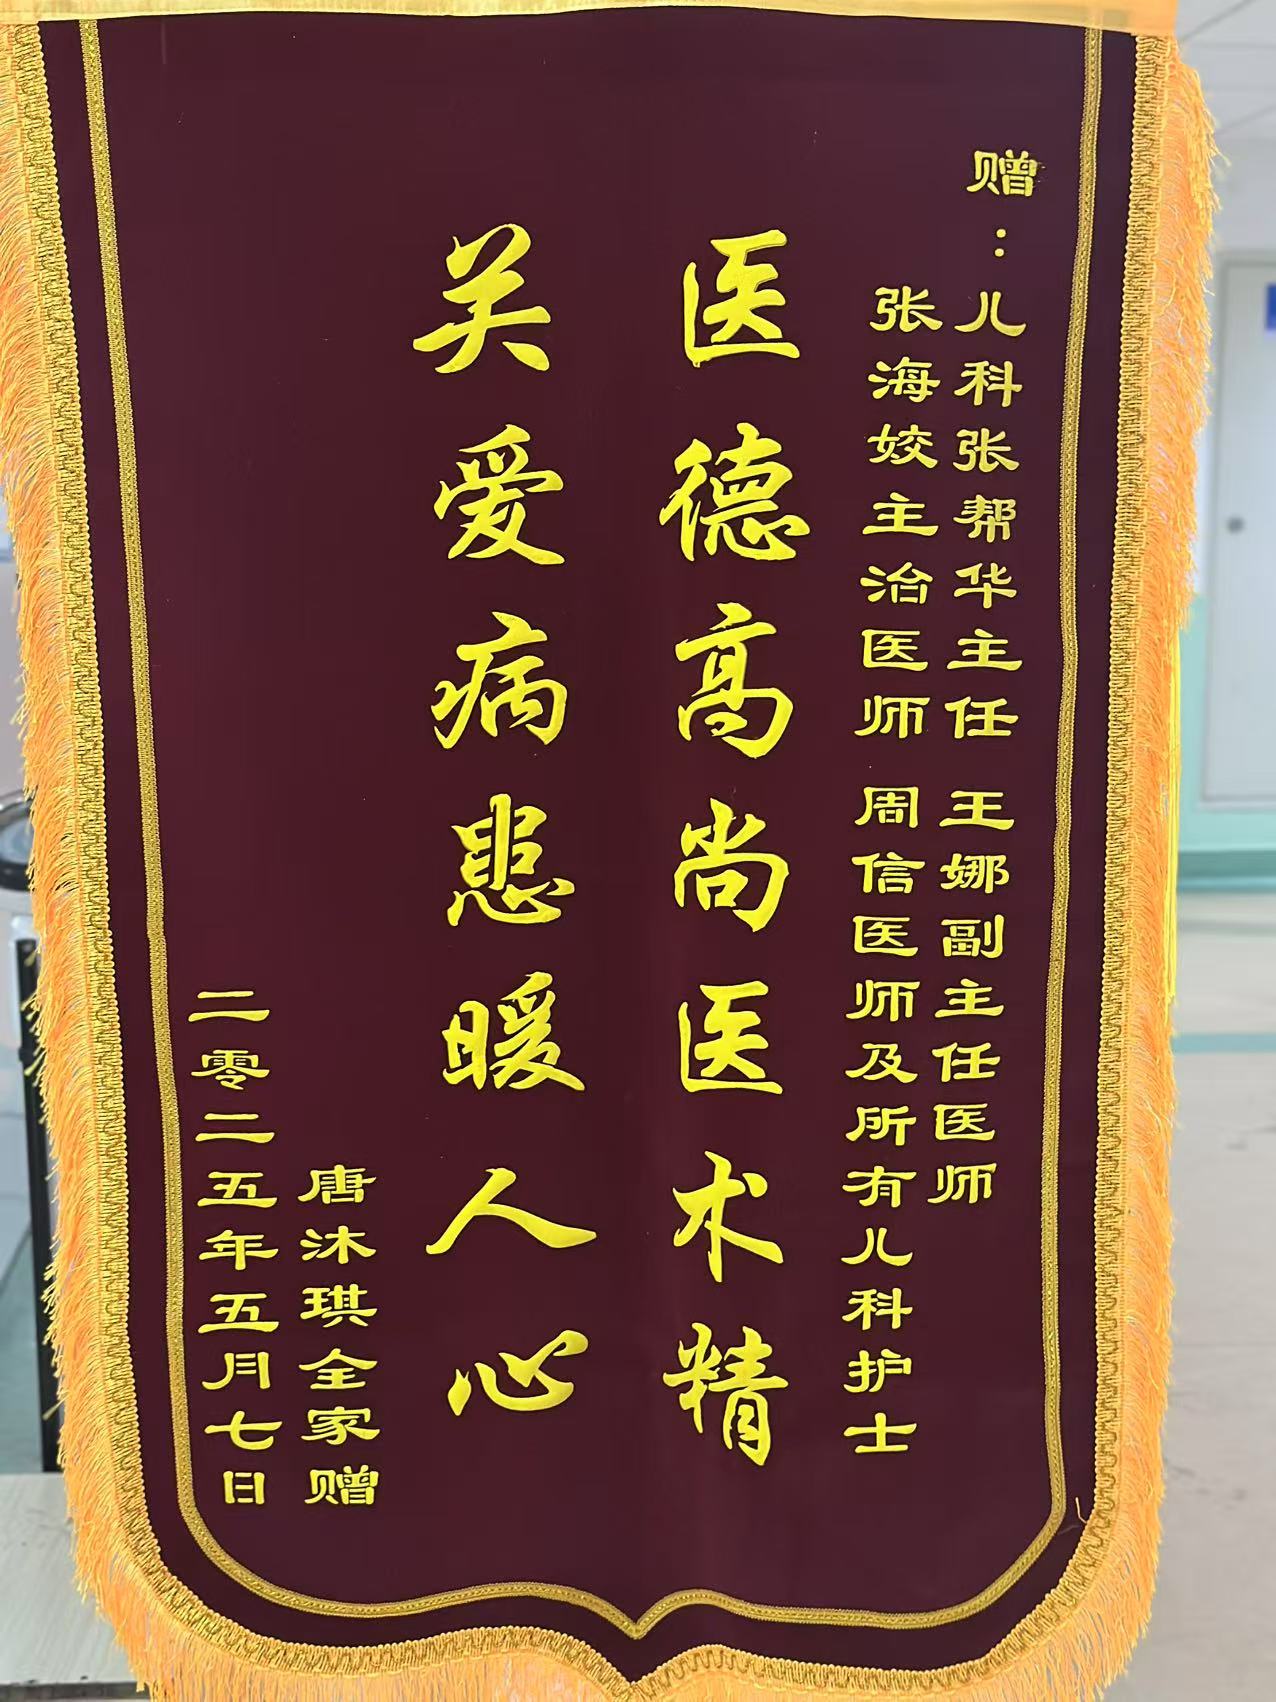 赠：儿科张帮华主任 王娜副主任医师
张海姣主治医师 周信医师及所有儿科护士
医德高尚医术精
关爱病患暖人心
唐沐琪全家赠
二零二五年五月七日